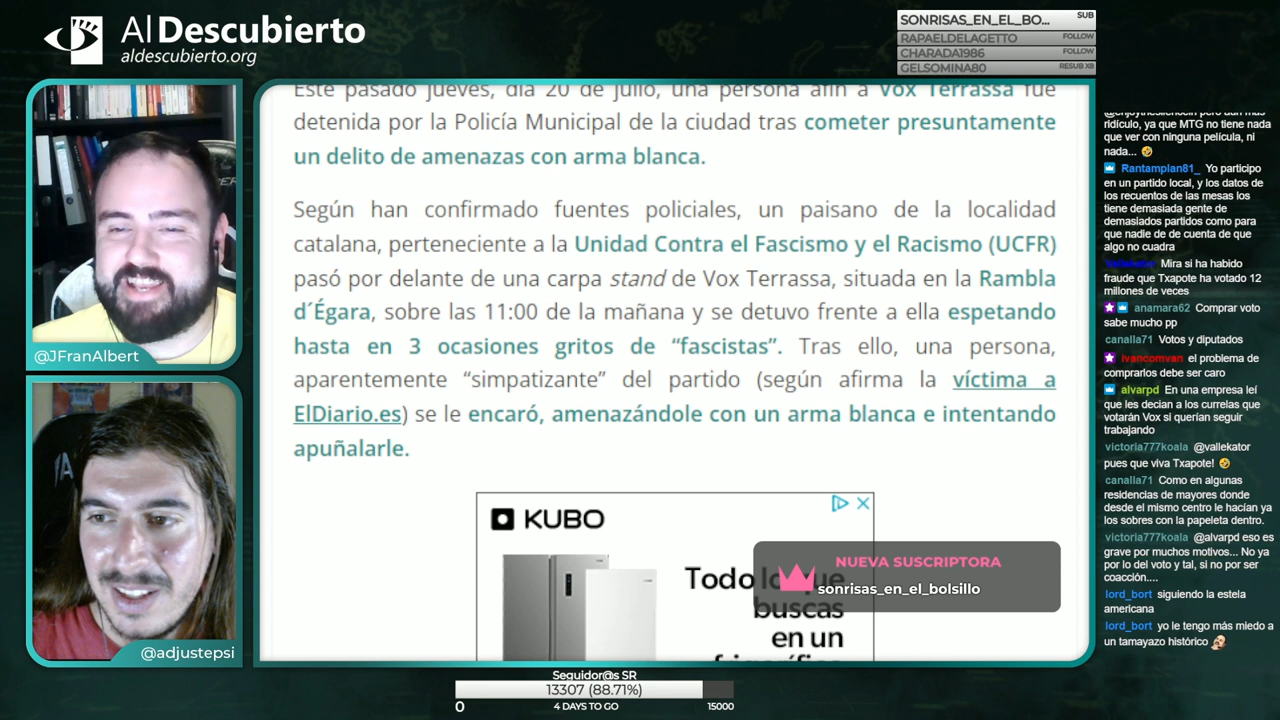 Al Descubierto
aldescubierto.org
SONRISAS_EN_EL_BO... SUB
RAPAELDELAGETTO FOLLOW
CHARADA1986 FOLLOW
GELSOMINA80 RESUB X8
@JFranAlbert
@adjustepsi
Este pasado jueves, día 20 de julio, una persona afín a Vox Terrassa fue
detenida por la Policía Municipal de la ciudad tras cometer presuntamente
un delito de amenazas con arma blanca.
Según han confirmado fuentes policiales, un paisano de la localidad
catalana, perteneciente a la Unidad Contra el Fascismo y el Racismo (UCFR)
pasó por delante de una carpa stand de Vox Terrassa, situada en la Rambla
d´Égara, sobre las 11:00 de la mañana y se detuvo frente a ella espetando
hasta en 3 ocasiones gritos de “fascistas”. Tras ello, una persona,
aparentemente “simpatizante” del partido (según afirma la víctima a
ElDiario.es) se le encaró, amenazándole con un arma blanca e intentando
apuñalarle.
KUBO
Todo lo que
buscas
en un
frigorífico
NUEVA SUSCRIPTORA
sonrisas_en_el_bolsillo
Seguidor@s SR
13307 (88.71%)
0 4 DAYS TO GO 15000
ridículo, ya que MTG no tiene nada
que ver con ninguna película, ni
nada... 🤣
Rantamplan81_ Yo participo
en un partido local, y los datos de
los recuentos de las mesas los
tiene demasiada gente de
demasiados partidos como para
que nadie de de cuenta de que
algo no cuadra
Mira si ha habido
fraude que Txapote ha votado 12
millones de veces
anamara62 Comprar voto
sabe mucho pp
canalla71 Votos y diputados
ivancomvan el problema de
comprarlos debe ser caro
alvarpd En una empresa leí
que les decian a los currelas que
votarán Vox si querían seguir
trabajando
victoria777koala @vallekator
pues que viva Txapote! 🤣
canalla71 Como en algunas
residencias de mayores donde
desde el mismo centro le hacían ya
los sobres con la papeleta dentro.
victoria777koala @alvarpd eso es
grave por muchos motivos... No ya
por lo del voto y tal, si no por ser
coacción....
lord_bort siguiendo la estela
americana
lord_bort yo le tengo más miedo a
un tamayazo histórico